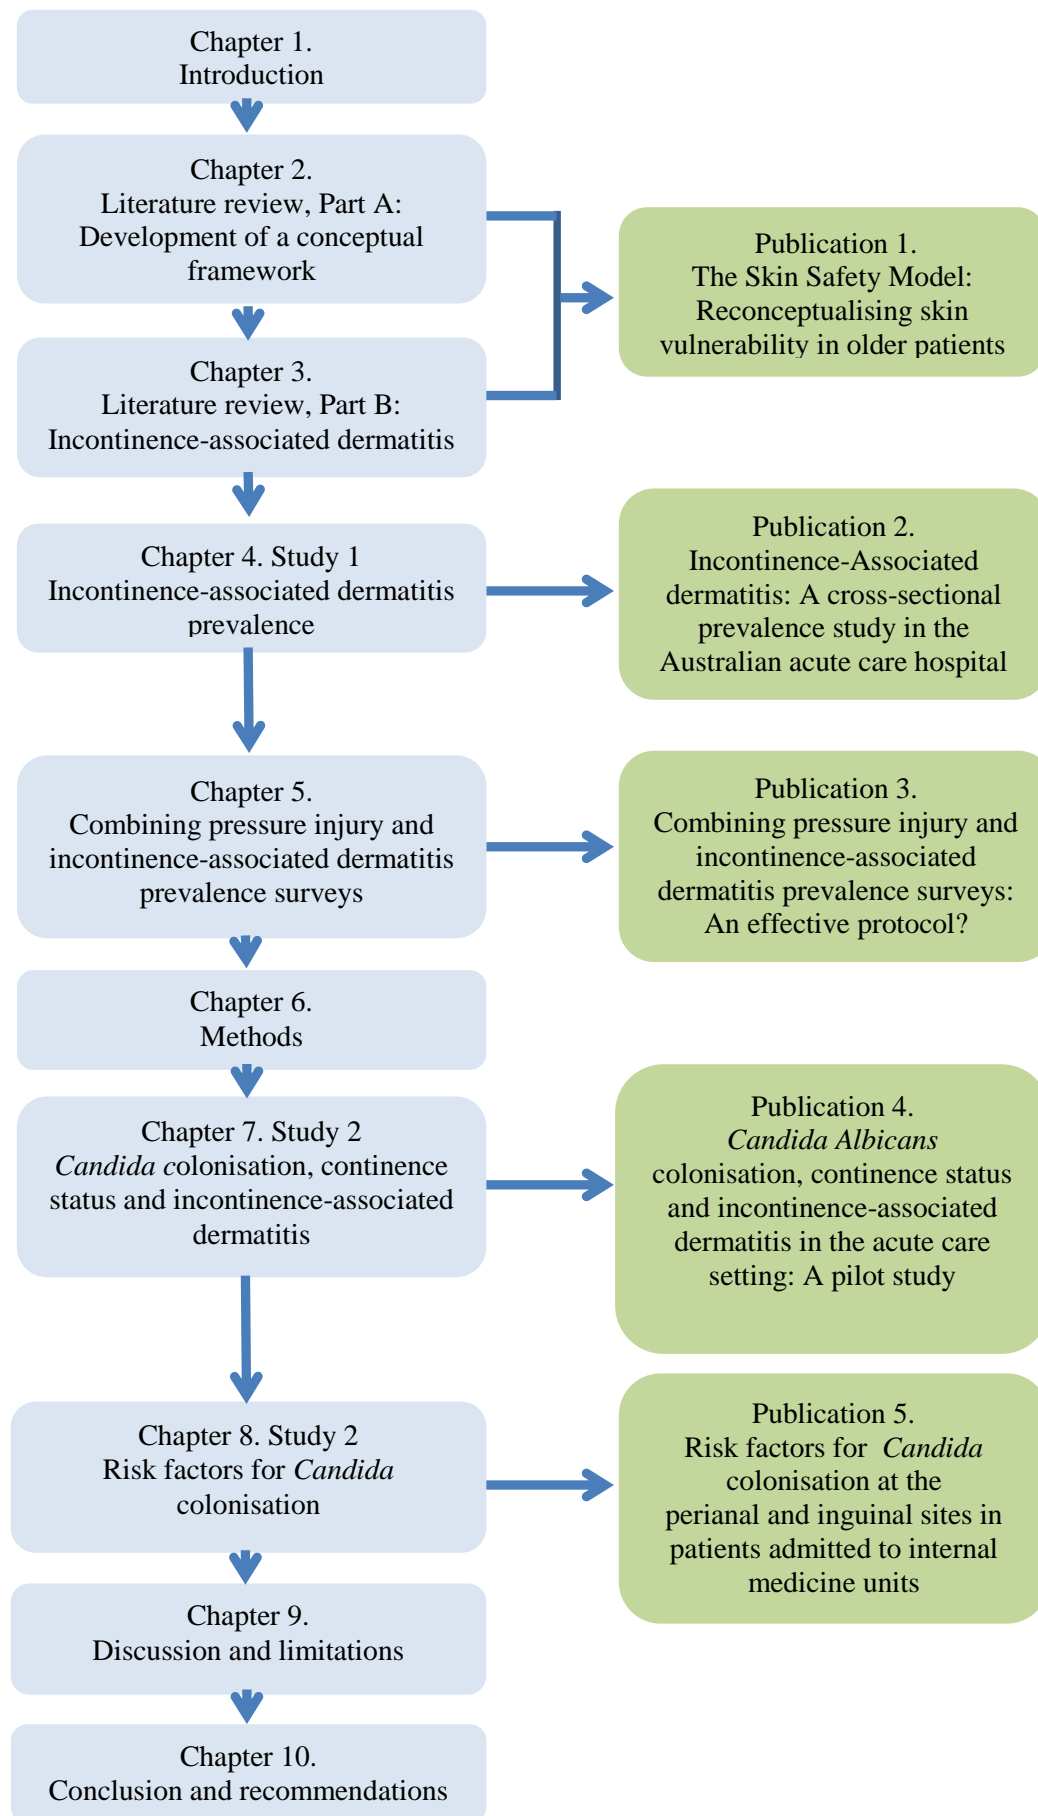 Chapter 1.
Introduction
Chapter 2.
Literature review, Part A:
Development of a conceptual
framework
Publication 1.
The Skin Safety Model:
Reconceptualising skin
vulnerability in older patients
Chapter 3.
Literature review, Part B:
Incontinence-associated dermatitis
Chapter 4. Study 1
Incontinence-associated dermatitis
prevalence
Publication 2.
Incontinence-Associated
dermatitis: A cross-sectional
prevalence study in the
Australian acute care hospital
Chapter 5.
Combining pressure injury and
incontinence-associated dermatitis
prevalence surveys
Publication 3.
Combining pressure injury and
incontinence-associated
dermatitis prevalence surveys:
An effective protocol?
Chapter 6.
Methods
Chapter 7. Study 2
Candida colonisation, continence
status and incontinence-associated
dermatitis
Publication 4.
Candida Albicans
colonisation, continence status
and incontinence-associated
dermatitis in the acute care
setting: A pilot study
Chapter 8. Study 2
Risk factors for Candida
colonisation
Publication 5.
Risk factors for Candida
colonisation at the
perianal and inguinal sites in
patients admitted to internal
medicine units
Chapter 9.
Discussion and limitations
Chapter 10.
Conclusion and recommendations